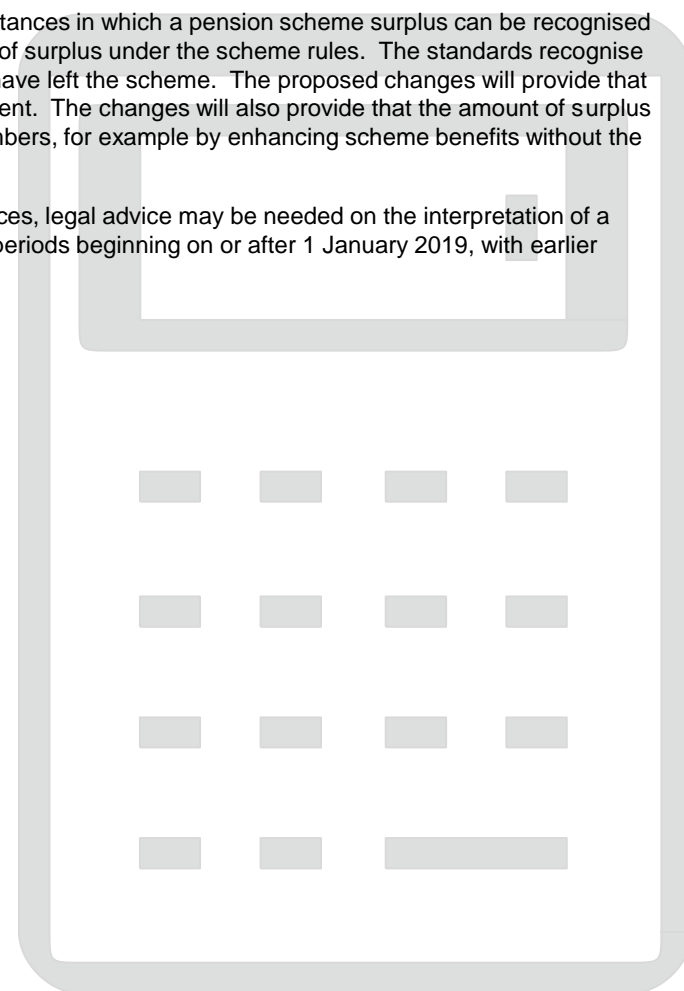 tances in which a pension scheme surplus can be recognised
of surplus under the scheme rules. The standards recognise
have left the scheme. The proposed changes will provide that
ent. The changes will also provide that the amount of surplus
nbers, for example by enhancing scheme benefits without the
ces, legal advice may be needed on the interpretation of a
periods beginning on or after 1 January 2019, with earlier